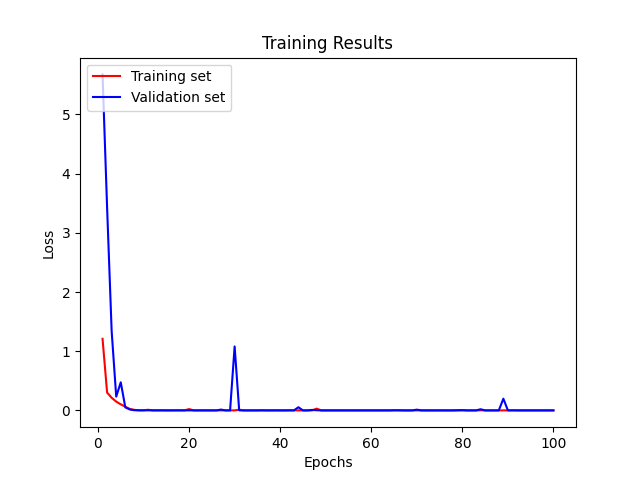 Training Results
Training set
Validation set
Loss
5
4
3
2
1
0
0 20 40 60 80 100
Epochs